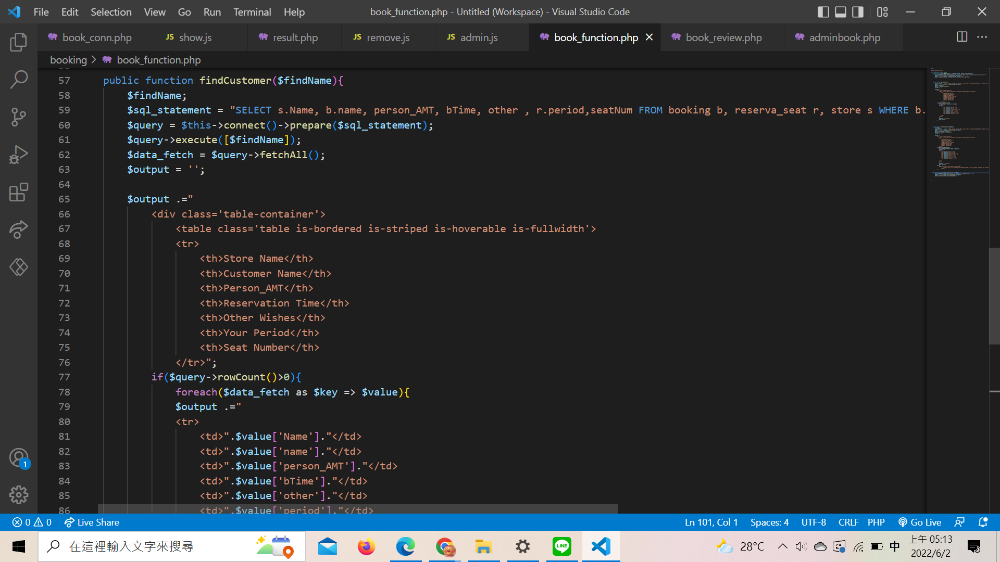 File Edit Selection View Go Run Terminal Help book_function.php - Untitled (Workspace) - Visual Studio Code
book_conn.php JS show.js result.php JS remove.js JS admin.js book_function.php book_review.php adminbook.php
booking > book_function.php
57 public function findCustomer($findName){
58 $findName;
59 $sql_statement = "SELECT s.Name, b.name, person_AMT, bTime, other , r.period,seatNum FROM booking b, reserva_seat r, store s WHERE b.
60 $query = $this->connect()->prepare($sql_statement);
61 $query->execute([$findName]);
62 $data_fetch = $query->fetchAll();
63 $output = '';
64
65 $output .="
66 <div class='table-container'>
67 <table class='table is-bordered is-striped is-hoverable is-fullwidth'>
68 <tr>
69 <th>Store Name</th>
70 <th>Customer Name</th>
71 <th>Person_AMT</th>
72 <th>Reservation Time</th>
73 <th>Other Wishes</th>
74 <th>Your Period</th>
75 <th>Seat Number</th>
76 </tr>";
77 if($query->rowCount()>0){
78 foreach($data_fetch as $key => $value){
79 $output .="
80 <tr>
81 <td>".$value['Name']."</td>
82 <td>".$value['name']."</td>
83 <td>".$value['person_AMT']."</td>
84 <td>".$value['bTime']."</td>
85 <td>".$value['other']."</td>
86 <td>".$value['period']."</td>
1
0 0 Live Share Ln 101, Col 1 Spaces: 4 UTF-8 CRLF PHP Go Live
在這裡輸入文字來搜尋 LINE 28°C 中 上午 05:13
2022/6/2